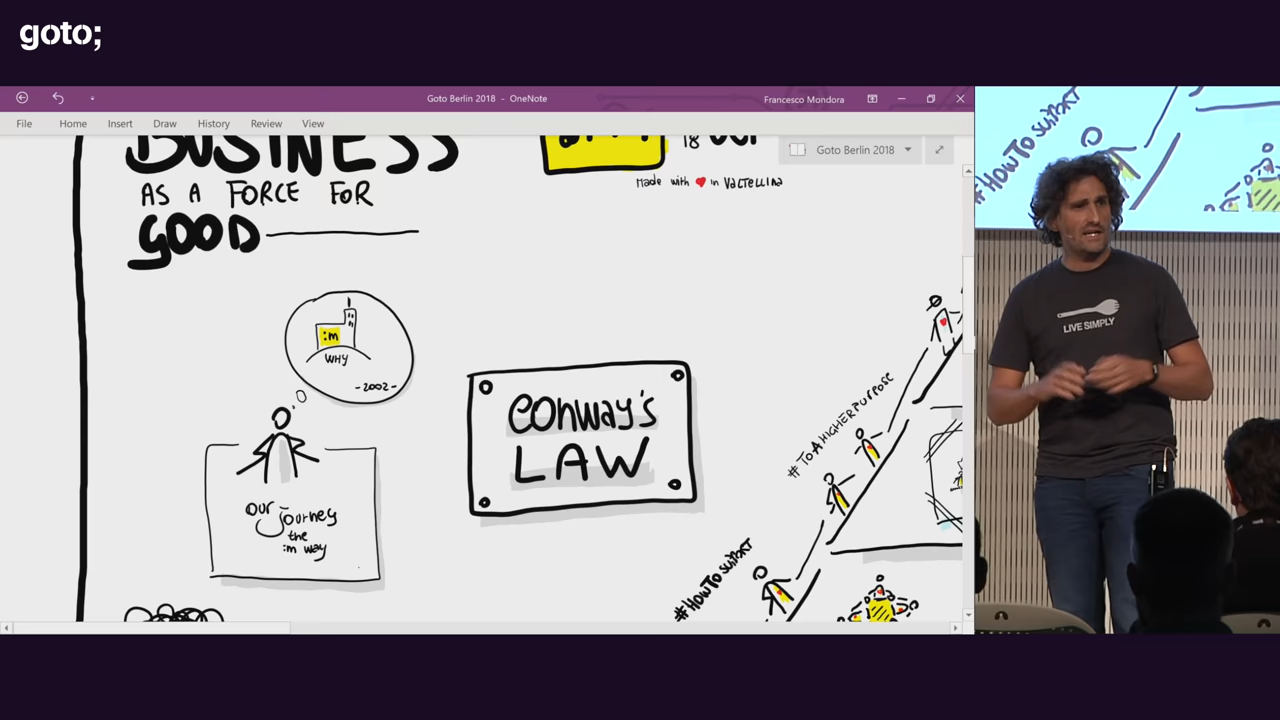 goto;
Goto Berlin 2018 - OneNote
Francesco Mondora
File Home Insert Draw History Review View
Goto Berlin 2018
BUSINESS
AS A FORCE FOR
GOOD
18
Made with ❤ in VALTELLINA
:m
WHY
-2002-
our journey
the
:m way
conway's
LAW
#TOAHIGHERPURPOSE
#HOWTOSUPPORT
#HOWTOSUPPORT
LIVE SIMPLY